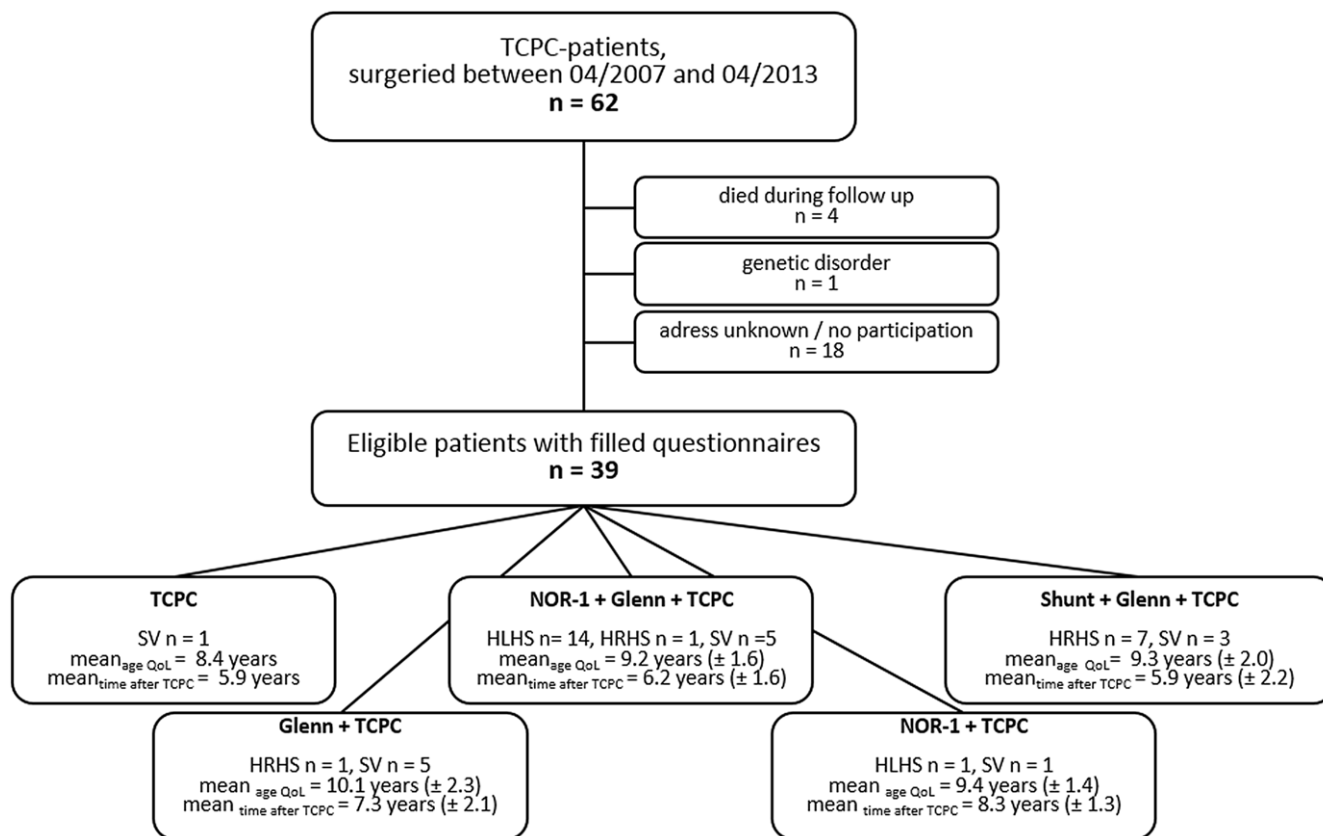 TCPC-patients,
surgeried between 04/2007 and 04/2013
n = 62
died during follow up
n = 4
genetic disorder
n = 1
adress unknown / no participation
n = 18
Eligible patients with filled questionnaires
n = 39
TCPC
SV n = 1
mean age QoL = 8.4 years
mean time after TCPC = 5.9 years
NOR-1 + Glenn + TCPC
HLHS n= 14, HRHS n = 1, SV n =5
mean age QoL = 9.2 years (± 1.6)
mean time after TCPC = 6.2 years (± 1.6)
Shunt + Glenn + TCPC
HRHS n = 7, SV n = 3
mean age QoL= 9.3 years (± 2.0)
mean time after TCPC = 5.9 years (± 2.2)
Glenn + TCPC
HRHS n = 1, SV n = 5
mean age QoL = 10.1 years (± 2.3)
mean time after TCPC = 7.3 years (± 2.1)
NOR-1 + TCPC
HLHS n = 1, SV n = 1
mean age QoL = 9.4 years (± 1.4)
mean time after TCPC = 8.3 years (± 1.3)